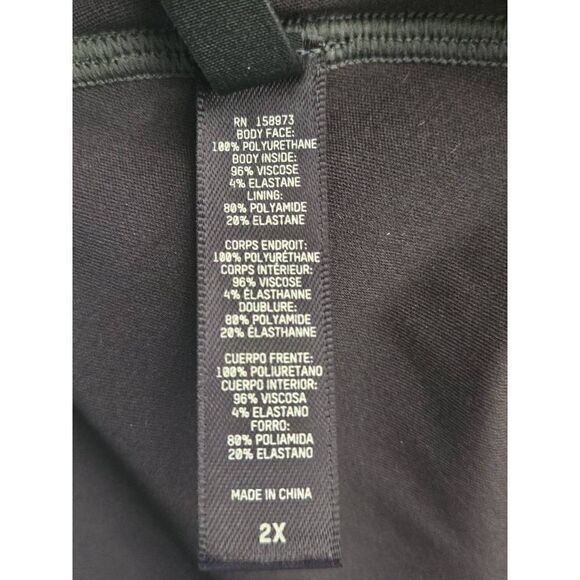 RN 158973
BODY FACE:
100% POLYURETHANE
BODY INSIDE:
96% VISCOSE
4% ELASTANE
LINING:
80% POLYAMIDE
20% ELASTANE
CORPS ENDROIT:
100% POLYURÉTHANE
CORPS INTÉRIEUR:
96% VISCOSE
4% ÉLASTHANNE
DOUBLURE:
80% POLYAMIDE
20% ÉLASTHANNE
CUERPO FRENTE:
100% POLIURETANO
CUERPO INTERIOR:
96% VISCOSA
4% ELASTANO
FORRO:
80% POLIAMIDA
20% ELASTANO
MADE IN CHINA
2X